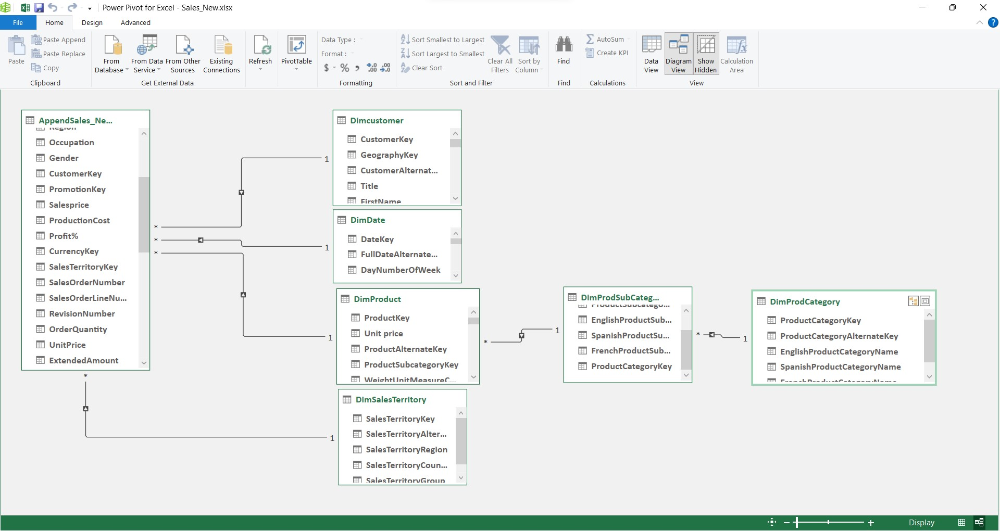 Power Pivot for Excel - Sales_New.xlsx
File Home Design Advanced
Paste
Paste Append
Paste Replace
Copy
Clipboard
From Database
From Data Service
From Other Sources
Existing Connections
Get External Data
Refresh
PivotTable
Data Type :
Format :
$ % , .00 .00
Formatting
Sort Smallest to Largest
Sort Largest to Smallest
Clear Sort
Clear All Filters
Sort by Column
Sort and Filter
Find
Find
AutoSum
Create KPI
Calculations
Data View
Diagram View
Show Hidden
Calculation Area
View
AppendSales_Ne...
Region
Occupation
Gender
CustomerKey
PromotionKey
Salesprice
ProductionCost
Profit%
CurrencyKey
SalesTerritoryKey
SalesOrderNumber
SalesOrderLineNu...
RevisionNumber
OrderQuantity
UnitPrice
ExtendedAmount
*
*
*
*
1
1
1
1
Dimcustomer
CustomerKey
GeographyKey
CustomerAlternat...
Title
FirstName
DimDate
DateKey
FullDateAlternate...
DayNumberOfWeek
DimProduct
ProductKey
Unit price
ProductAlternateKey
ProductSubcategoryKey
WeightUnitMeasureC...
DimSalesTerritory
SalesTerritoryKey
SalesTerritoryAlter...
SalesTerritoryRegion
SalesTerritoryCoun...
SalesTerritoryGroup
*
1
DimProdSubCateg...
ProductSubcatego...
EnglishProductSub...
SpanishProductSu...
FrenchProductSub...
ProductCategoryKey
*
1
DimProdCategory
ProductCategoryKey
ProductCategoryAlternateKey
EnglishProductCategoryName
SpanishProductCategoryName
FrenchProductCategoryName
Display